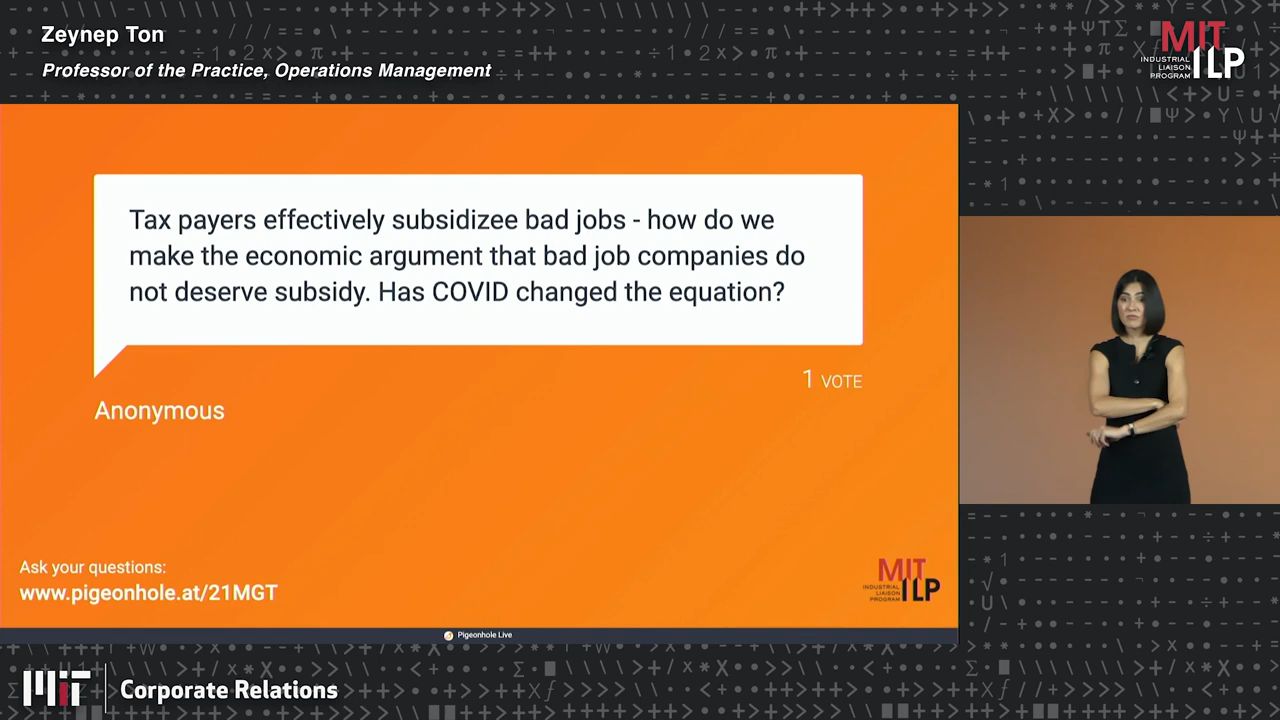 Zeynep Ton
Professor of the Practice, Operations Management
MIT
INDUSTRIAL
LIAISON
PROGRAM
ILP
Tax payers effectively subsidizee bad jobs - how do we
make the economic argument that bad job companies do
not deserve subsidy. Has COVID changed the equation?
1 VOTE
Anonymous
Ask your questions:
www.pigeonhole.at/21MGT
MIT
INDUSTRIAL
LIAISON
PROGRAM
ILP
Pigeonhole Live
MIT
Corporate Relations